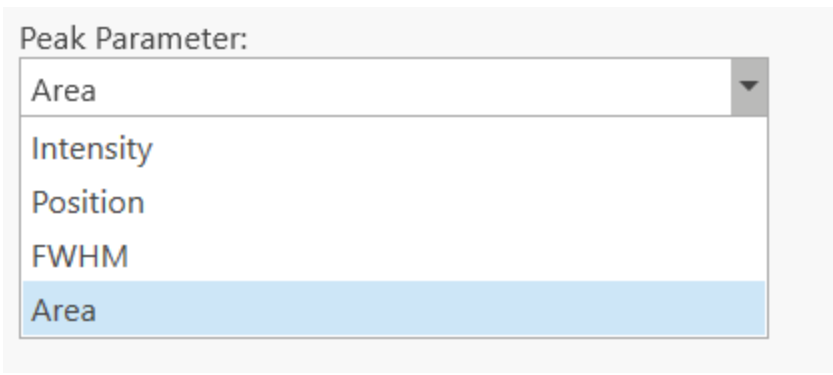 Peak Parameter:
Area
Intensity
Position
FWHM
Area